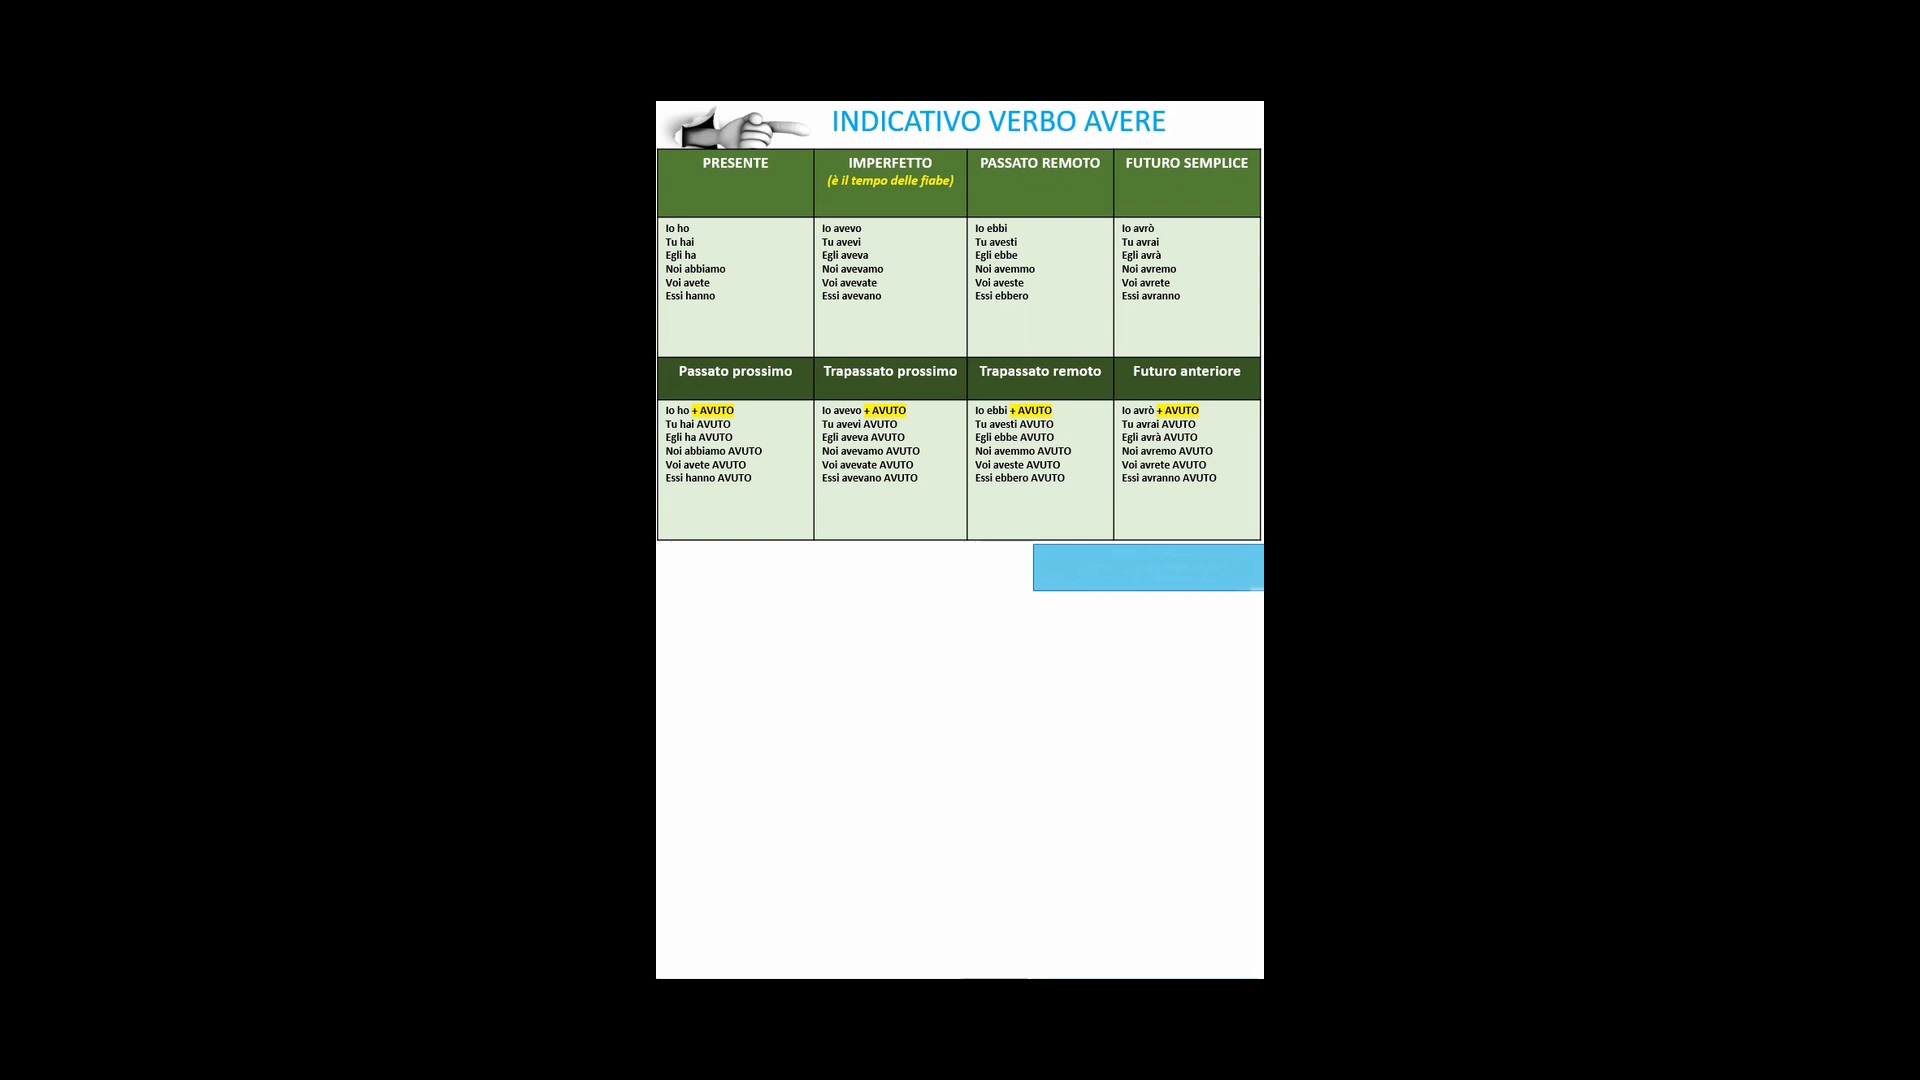 INDICATIVO VERBO AVERE
PRESENTE
Io ho
Tu hai
Egli ha
Noi abbiamo
Voi avete
Essi hanno
IMPERFETTO
(è il tempo delle fiabe)
Io avevo
Tu avevi
Egli aveva
Noi avevamo
Voi avevate
Essi avevano
PASSATO REMOTO
Io ebbi
Tu avesti
Egli ebbe
Noi avemmo
Voi aveste
Essi ebbero
FUTURO SEMPLICE
Io avrò
Tu avrai
Egli avrà
Noi avremo
Voi avrete
Essi avranno
Passato prossimo
Io ho + AVUTO
Tu hai AVUTO
Egli ha AVUTO
Noi abbiamo AVUTO
Voi avete AVUTO
Essi hanno AVUTO
Trapassato prossimo
Io avevo + AVUTO
Tu avevi AVUTO
Egli aveva AVUTO
Noi avevamo AVUTO
Voi avevate AVUTO
Essi avevano AVUTO
Trapassato remoto
Io ebbi + AVUTO
Tu avesti AVUTO
Egli ebbe AVUTO
Noi avemmo AVUTO
Voi aveste AVUTO
Essi ebbero AVUTO
Futuro anteriore
Io avrò + AVUTO
Tu avrai AVUTO
Egli avrà AVUTO
Noi avremo AVUTO
Voi avrete AVUTO
Essi avranno AVUTO